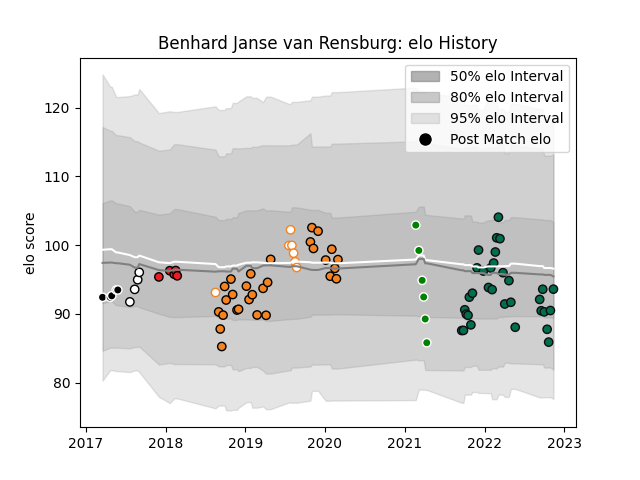 Benhard Janse van Rensburg: elo History
50% elo Interval
80% elo Interval
95% elo Interval
Post Match elo
elo score
120
110
100
90
80
2017 2018 2019 2020 2021 2022 2023